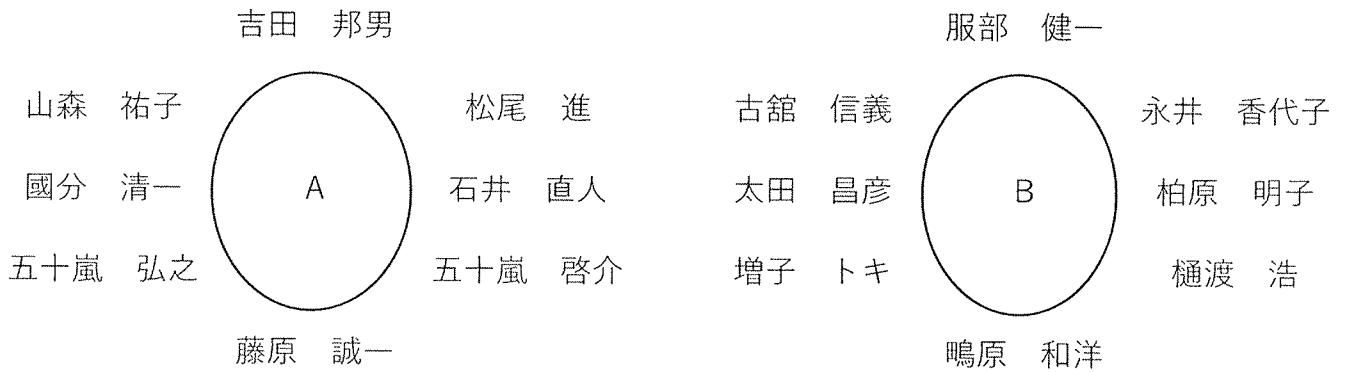 吉田　邦男
山森　祐子
松尾　進
國分　清一
A
石井　直人
五十嵐　弘之
五十嵐　啓介
藤原　誠一
服部　健一
古舘　信義
永井　香代子
太田　昌彦
B
柏原　明子
増子　トキ
樋渡　浩
鴫原　和洋